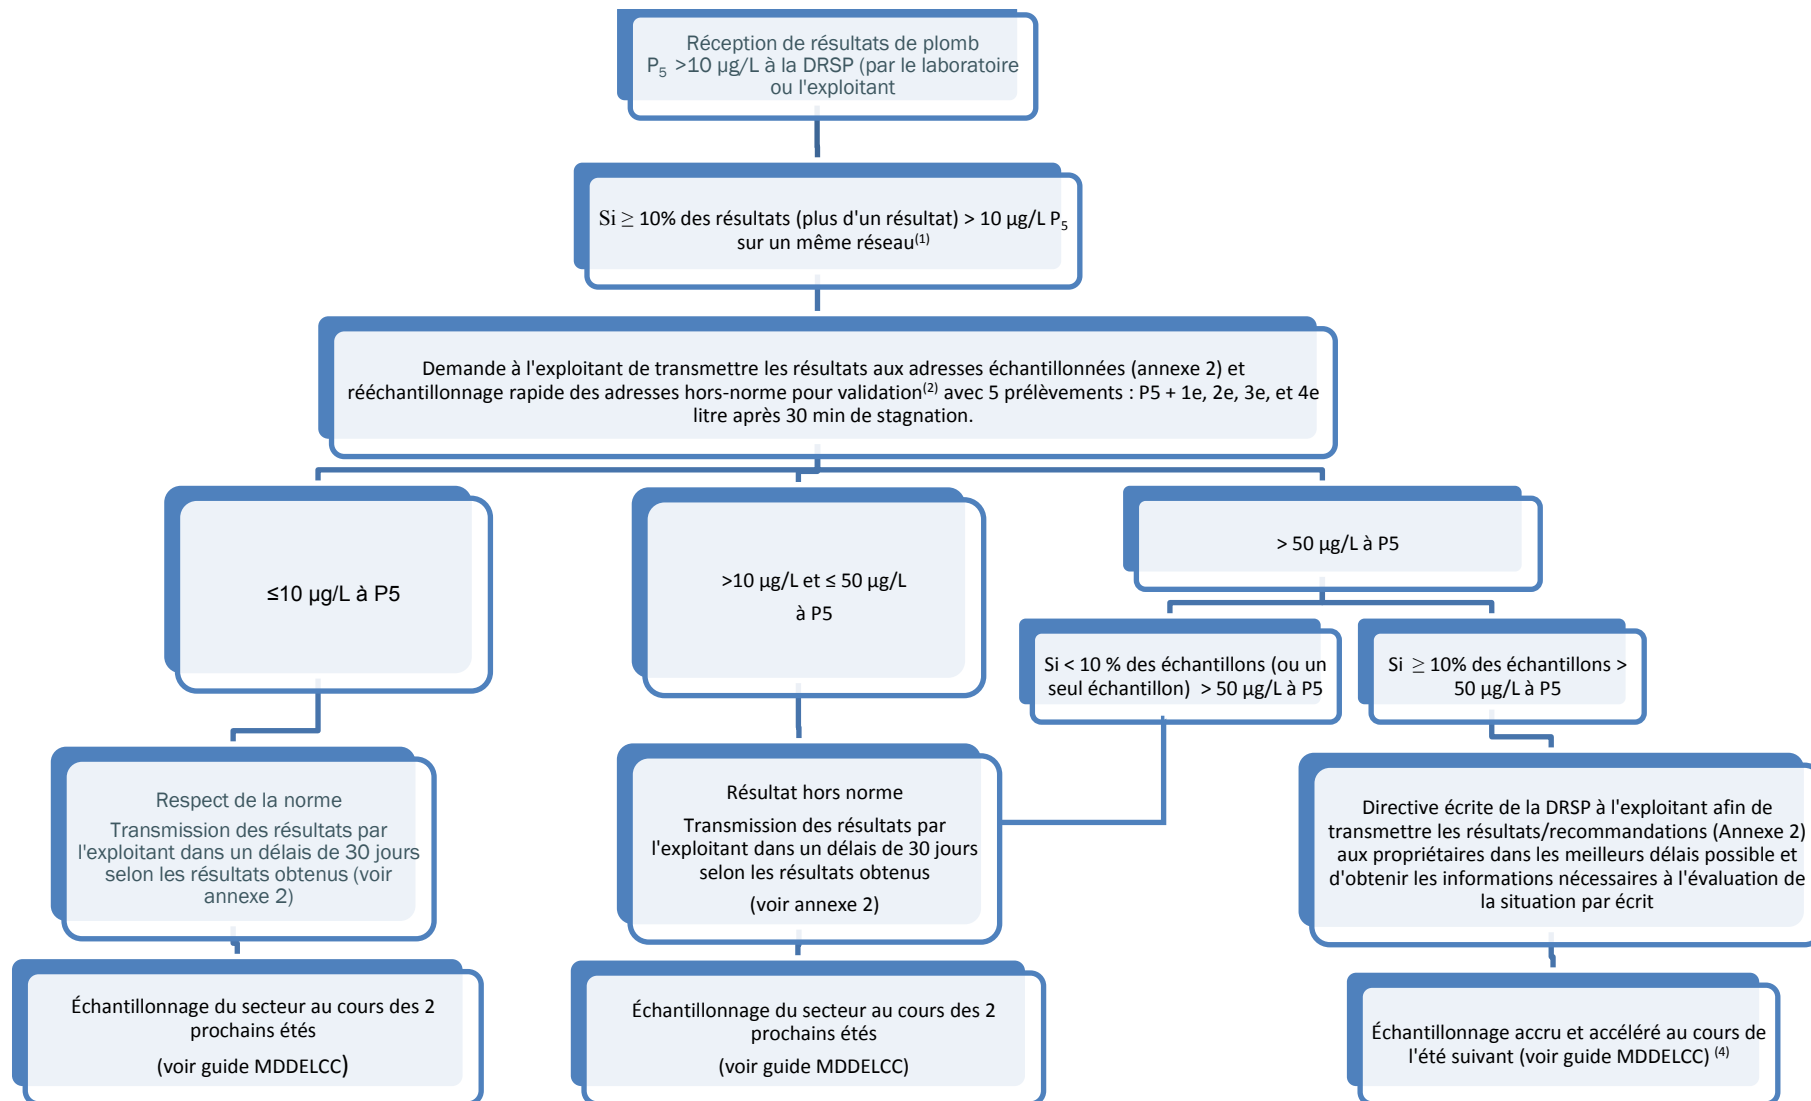 Réception de résultats de plomb
P5 >10 µg/L à la DRSP (par le laboratoire
ou l'exploitant
Si ≥ 10% des résultats (plus d'un résultat) > 10 µg/L P5
sur un même réseau(1)
Demande à l'exploitant de transmettre les résultats aux adresses échantillonnées (annexe 2) et
rééchantillonnage rapide des adresses hors-norme pour validation(2) avec 5 prélèvements : P5 + 1e, 2e, 3e, et 4e
litre après 30 min de stagnation.
≤10 µg/L à P5
>10 µg/L et ≤ 50 µg/L
à P5
> 50 µg/L à P5
Si < 10 % des échantillons (ou un
seul échantillon) > 50 µg/L à P5
Si ≥ 10% des échantillons >
50 µg/L à P5
Respect de la norme
Transmission des résultats par
l'exploitant dans un délais de 30 jours
selon les résultats obtenus (voir
annexe 2)
Résultat hors norme
Transmission des résultats par
l'exploitant dans un délais de 30 jours
selon les résultats obtenus
(voir annexe 2)
Directive écrite de la DRSP à l'exploitant afin de
transmettre les résultats/recommandations (Annexe 2)
aux propriétaires dans les meilleurs délais possible et
d'obtenir les informations nécessaires à l'évaluation de
la situation par écrit
Échantillonnage du secteur au cours des 2
prochains étés
(voir guide MDDELCC)
Échantillonnage du secteur au cours des 2
prochains étés
(voir guide MDDELCC)
Échantillonnage accru et accéléré au cours de
l'été suivant (voir guide MDDELCC) (4)